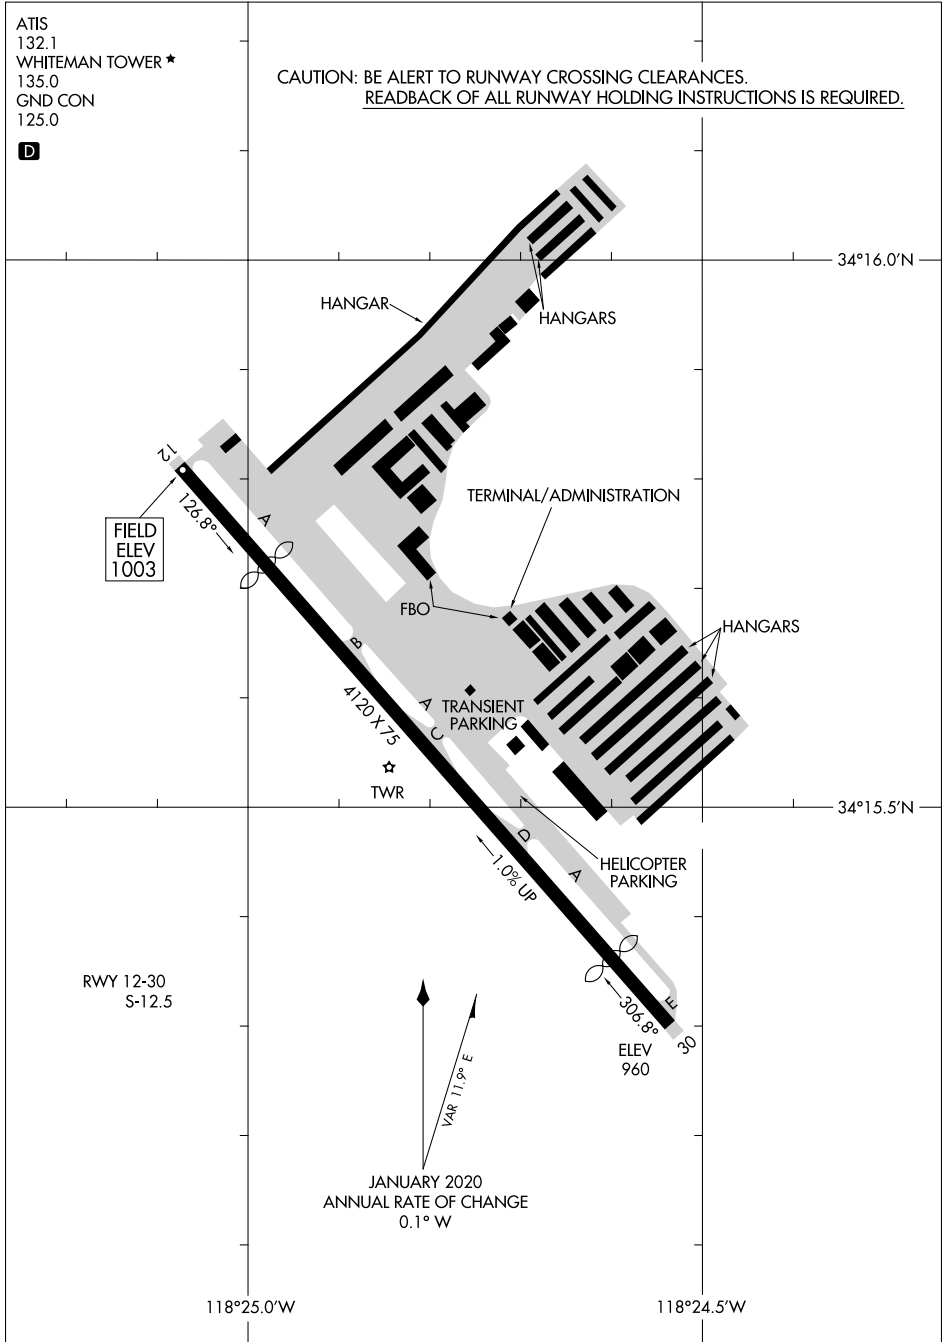 ATIS
132.1
WHITEMAN TOWER ★
135.0
GND CON
125.0
D
CAUTION: BE ALERT TO RUNWAY CROSSING CLEARANCES.
READBACK OF ALL RUNWAY HOLDING INSTRUCTIONS IS REQUIRED.
34°16.0'N
HANGAR
HANGARS
12
126.8°
A
TERMINAL/ADMINISTRATION
FIELD
ELEV
1003
FBO
HANGARS
B
4120 X 75
A
C
TRANSIENT
PARKING
TWR
34°15.5'N
D
1.0% UP
A
HELICOPTER
PARKING
RWY 12-30
S-12.5
306.8°
E
30
ELEV
960
VAR 11.9° E
JANUARY 2020
ANNUAL RATE OF CHANGE
0.1° W
118°25.0'W
118°24.5'W